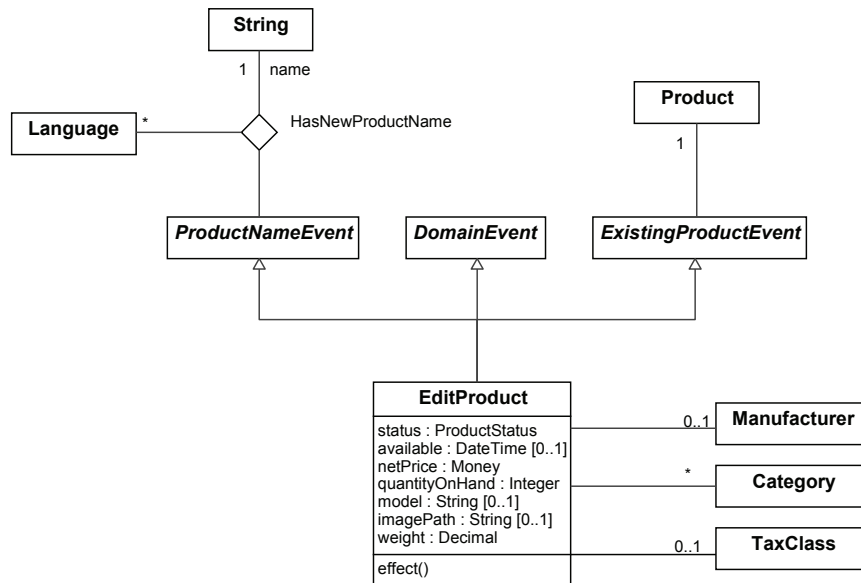 String
1 name
Product
Language
*
HasNewProductName
1
ProductNameEvent
DomainEvent
ExistingProductEvent
EditProduct
status : ProductStatus
available : DateTime [0..1]
netPrice : Money
quantityOnHand : Integer
model : String [0..1]
imagePath : String [0..1]
weight : Decimal
effect()
0..1
Manufacturer
*
Category
0..1
TaxClass